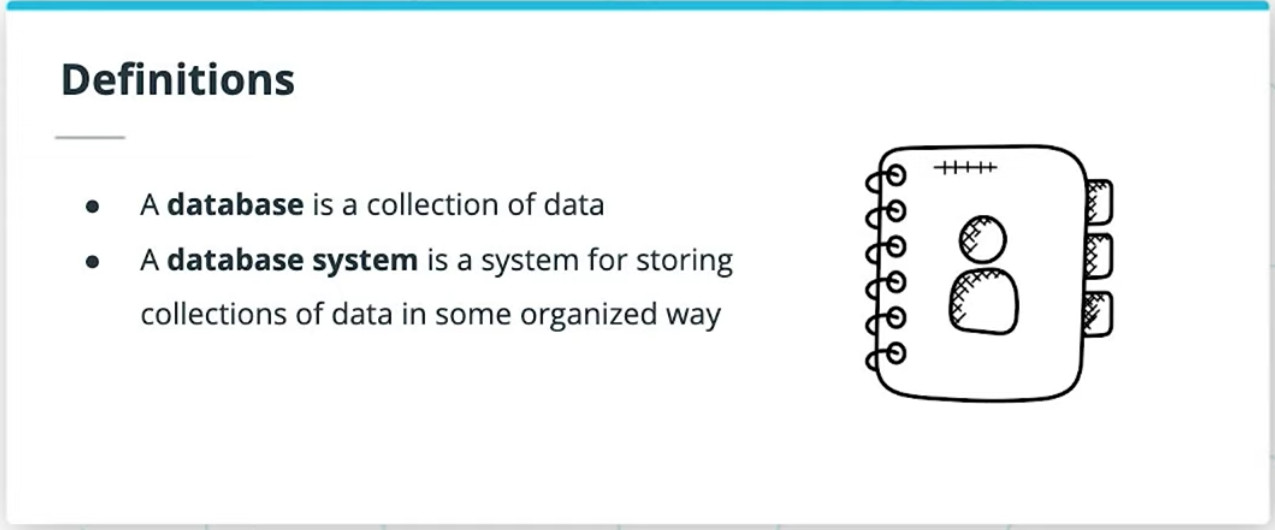 Definitions
● A database is a collection of data
● A database system is a system for storing
collections of data in some organized way